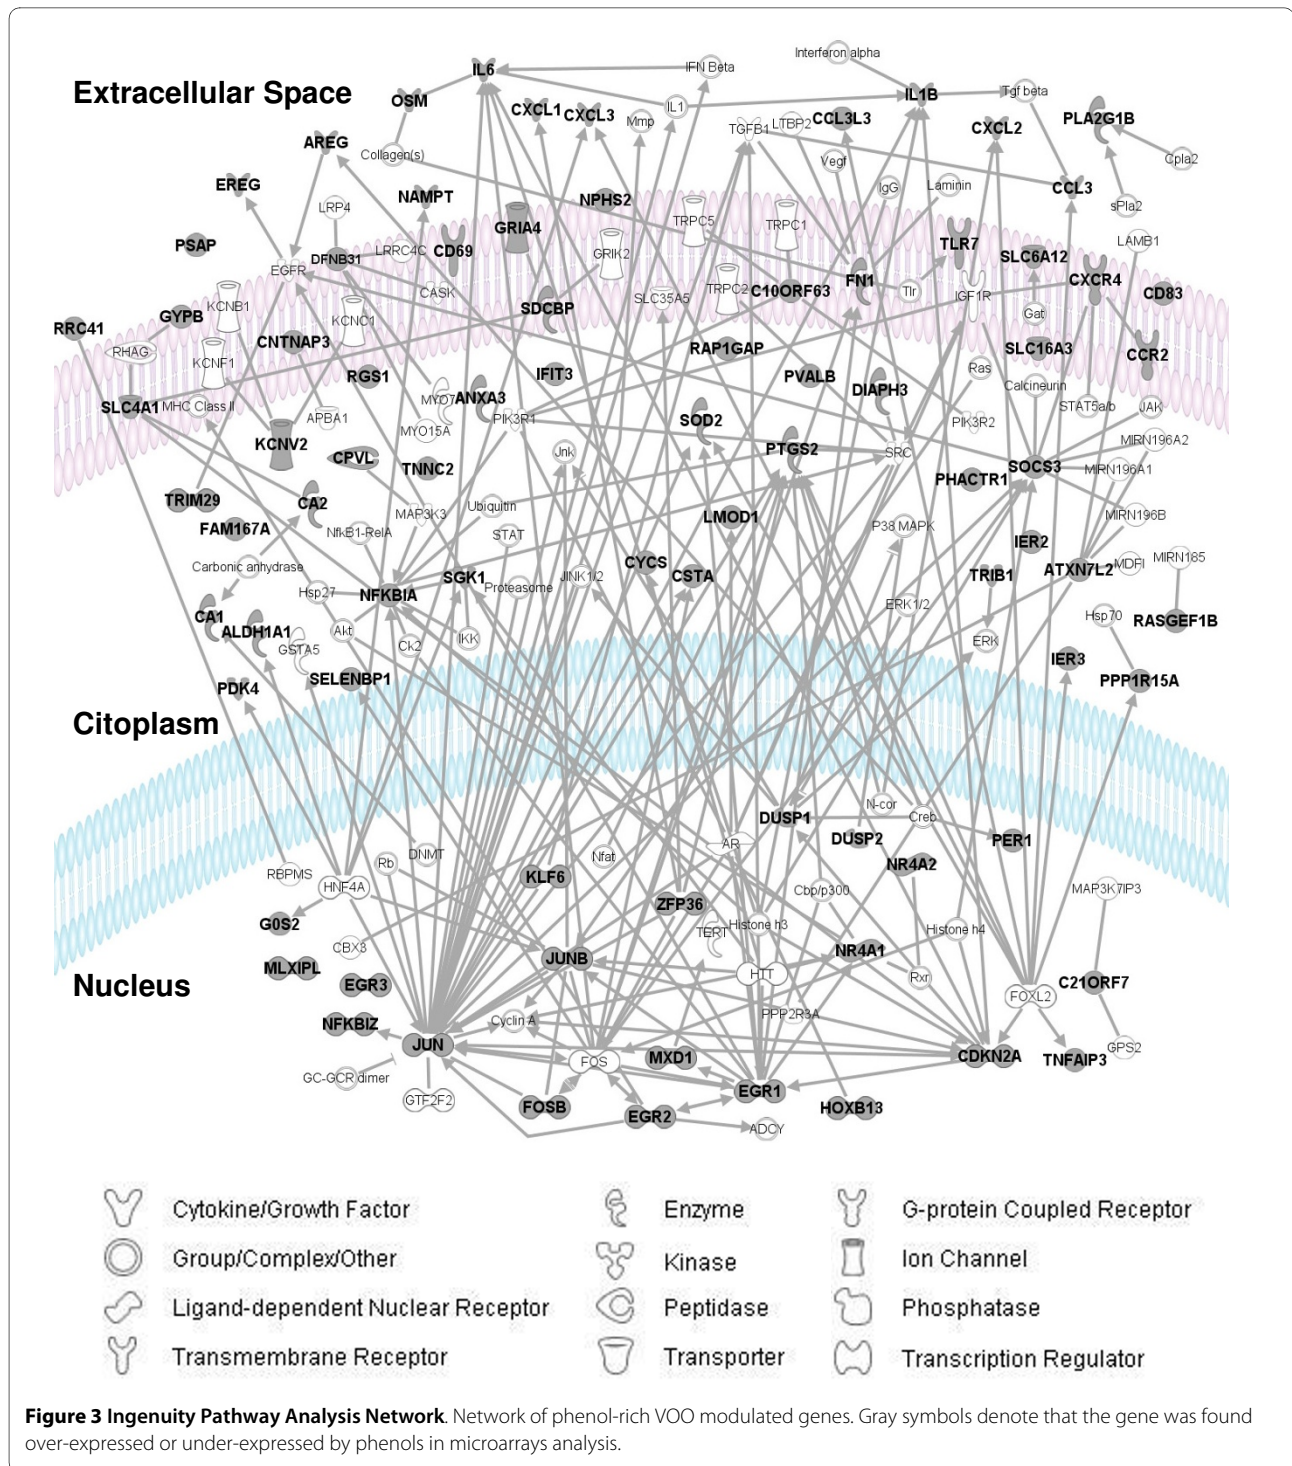 Extracellular Space
IL6
IFN Beta
Interferon alpha
OSM
CXCL1
CXCL3
IL1
Mmp
IL1B
Tgf beta
TGFB1
LTBP2
CCL3L3
CXCL2
PLA2G1B
AREG
Collagen(s)
Vegf
Cpla2
EREG
NAMPT
NPHS2
IgG
Laminin
CCL3
sPla2
LRP4
GRIA4
TRPC5
TRPC1
PSAP
DFNB31
LRRC4C
CD69
GRIK2
TLR7
SLC6A12
LAMB1
EGFR
CASK
SLC35A5
TRPC2
C10ORF63
FN1
Tlr
IGF1R
CXCR4
CD83
KCNB1
GYPB
KCNC1
SDCBP
Gat
RRC41
CNTNAP3
RAP1GAP
SLC16A3
CCR2
RHAG
KCNF1
RGS1
IFIT3
PVALB
DIAPH3
Ras
Calcineurin
SLC4A1
MHC Class II
APBA1
MYO7
ANXA3
PIK3R1
SOD2
PIK3R2
STAT5a/b
JAK
MYO15A
KCNV2
CPVL
TNNC2
Jnk
PTGS2
SRC
SOCS3
MIRN196A2
MIRN196A1
PHACTR1
TRIM29
CA2
FAM167A
MAP3K3
Ubiquitin
LMOD1
P38 MAPK
MIRN196B
NfkB1-RelA
STAT
IER2
Carbonic anhydrase
SGK1
Proteasome
JINK1/2
CYCS
CSTA
TRIB1
ATXN7L2
MDFI
MIRN185
Hsp27
NFKBIA
ERK1/2
CA1
ALDH1A1
GSTA5
Akt
Ck2
IKK
ERK
Hsp70
RASGEF1B
IER3
PDK4
SELENBP1
PPP1R15A
Citoplasm
N-cor
DUSP1
Creb
DUSP2
PER1
AR
RBPMS
HNF4A
Rb
DNMT
KLF6
Nfat
NR4A2
Cbp/p300
MAP3K7IP3
G0S2
ZFP36
CBX3
TERT
Histone h3
Histone h4
MLXIPL
Nucleus
EGR3
JUNB
NR4A1
HTT
Rxr
FOXL2
C21ORF7
NFKBIZ
JUN
Cyclin A
PPP2R3A
GPS2
FOS
MXD1
CDKN2A
TNFAIP3
GC-GCR dimer
GTF2F2
FOSB
EGR2
EGR1
ADCY
HOXB13
Cytokine/Growth Factor
Enzyme
G-protein Coupled Receptor
Group/Complex/Other
Kinase
Ion Channel
Ligand-dependent Nuclear Receptor
Peptidase
Phosphatase
Transmembrane Receptor
Transporter
Transcription Regulator
Figure 3 Ingenuity Pathway Analysis Network. Network of phenol-rich VOO modulated genes. Gray symbols denote that the gene was found
over-expressed or under-expressed by phenols in microarrays analysis.